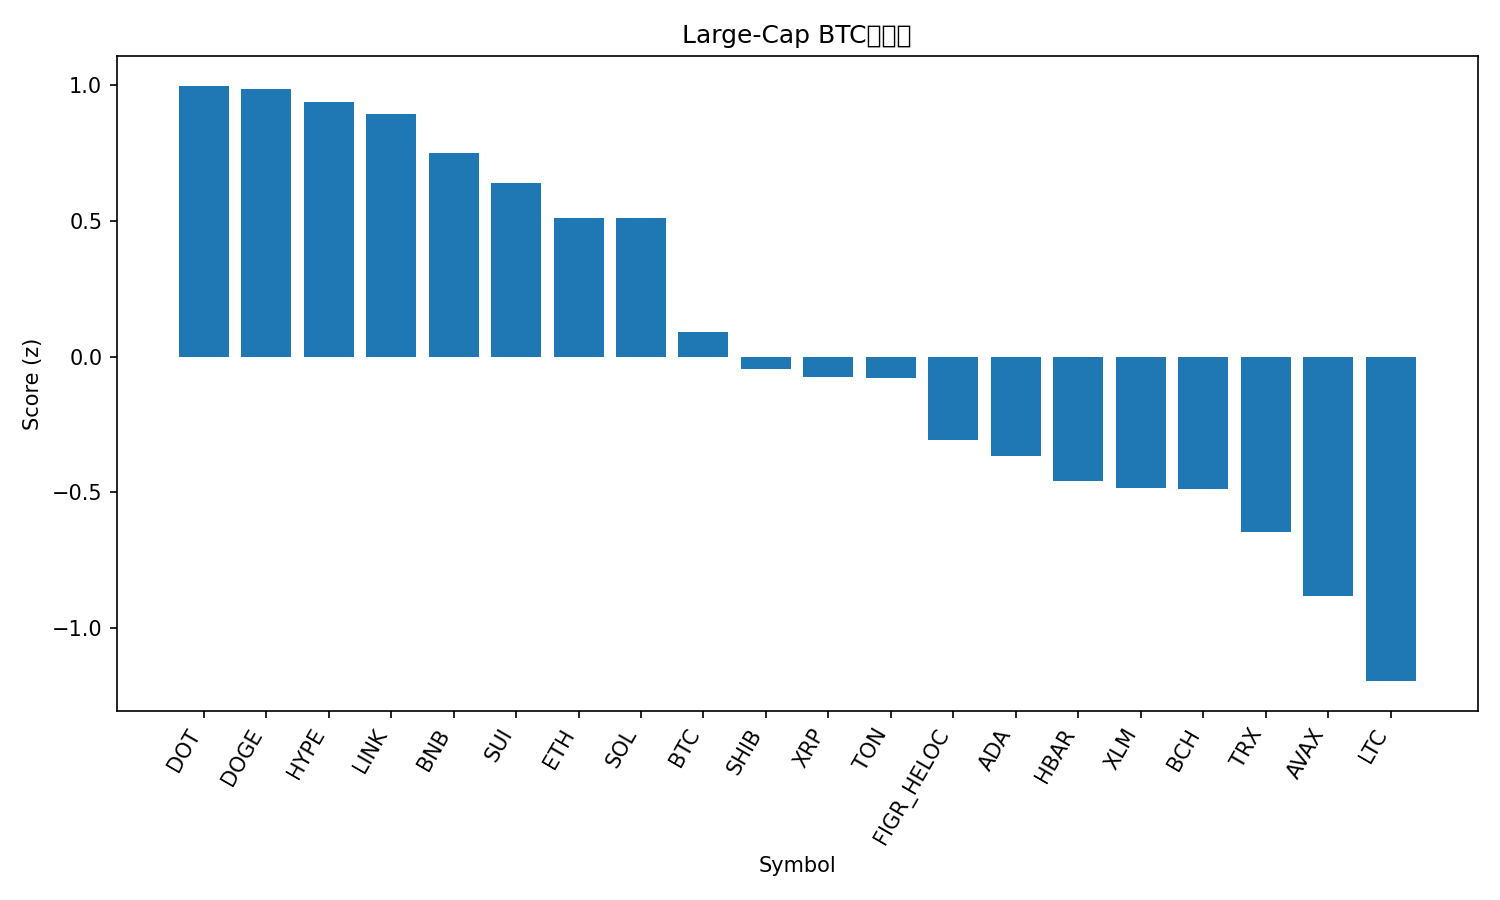 Large-Cap BTC
1.0
0.5
0.0
−0.5
−1.0
Score (z)
DOT
DOGE
HYPE
LINK
BNB
SUI
ETH
SOL
BTC
SHIB
XRP
TON
FIGR_HELOC
ADA
HBAR
XLM
BCH
TRX
AVAX
LTC
Symbol